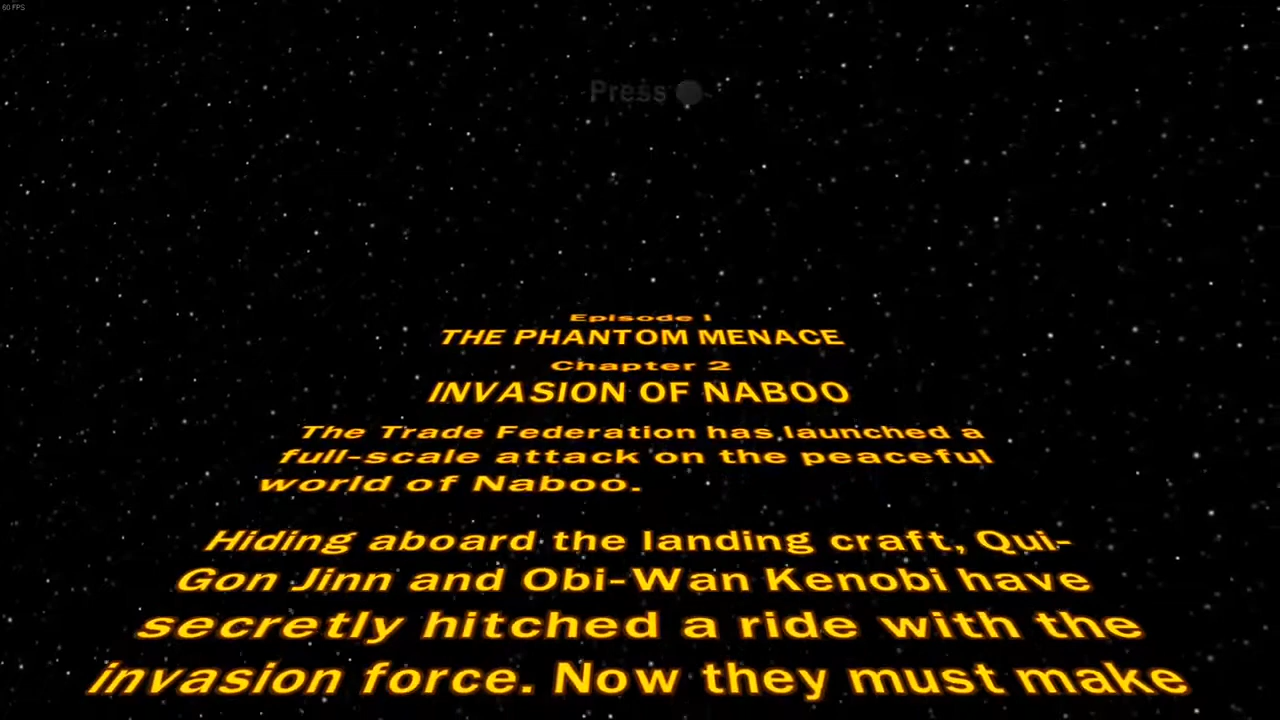 60 FPS
Press
Episode I
THE PHANTOM MENACE
Chapter 2
INVASION OF NABOO
The Trade Federation has launched a
full-scale attack on the peaceful
world of Naboo.
Hiding aboard the landing craft, Qui-
Gon Jinn and Obi-Wan Kenobi have
secretly hitched a ride with the
invasion force. Now they must make